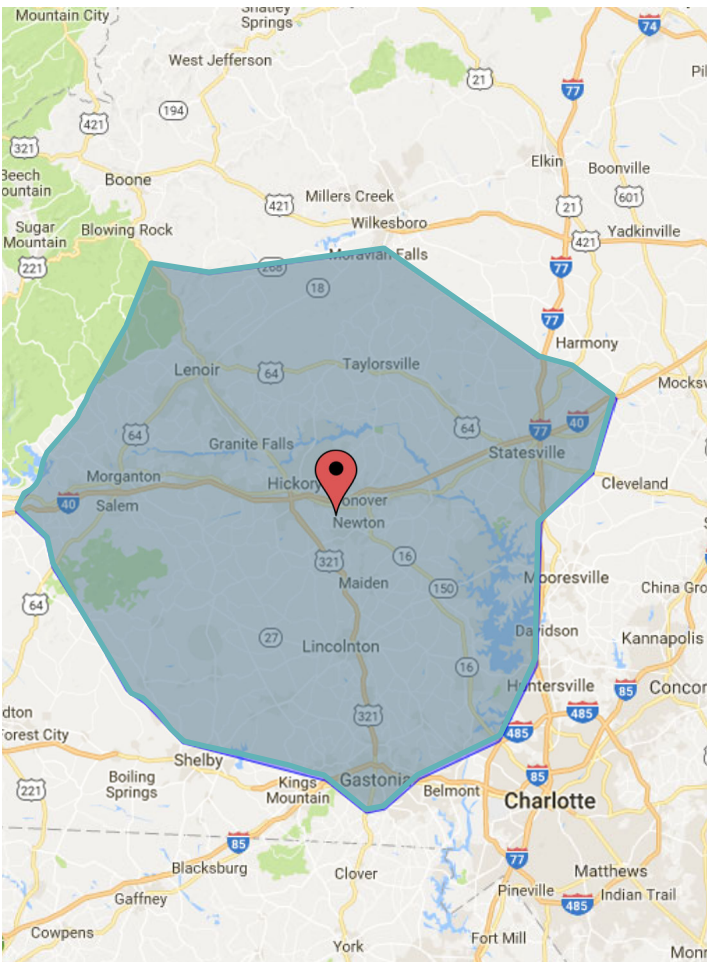 Mountain City
Springs
74
West Jefferson
21
77
194
421
321
Beech
Mountain
Boone
Elkin
Boonville
601
421
Millers Creek
21
Sugar
Mountain
Blowing Rock
Wilkesboro
421
Yadkinville
221
268
Moravian Falls
77
18
77
Harmony
Lenoir
64
Taylorsville
Mocksv
64
Granite Falls
64
77
40
Statesville
Morganton
Hickory
Conover
Cleveland
40
Salem
Newton
321
16
Maiden
150
Mooresville
China Gro
64
27
Davidson
Kannapolis
Lincolnton
16
Huntersville
85
Concor
321
485
485
Forest City
Shelby
Gastonia
85
221
Boiling
Springs
Kings
Mountain
Belmont
Charlotte
85
Blacksburg
Clover
77
Matthews
Gaffney
Pineville
Indian Trail
485
Cowpens
York
Fort Mill
Monr